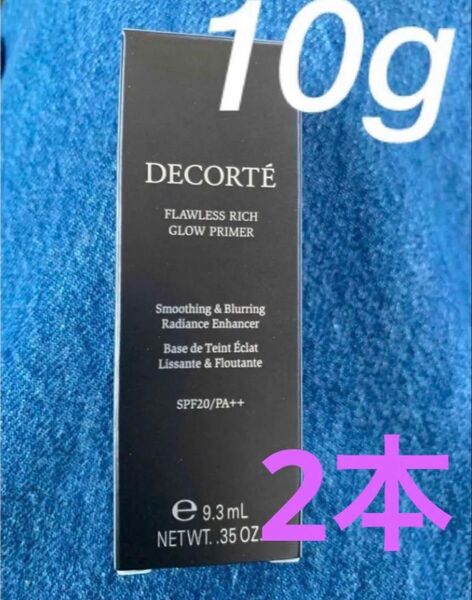 10g
DECORTÉ
FLAWLESS RICH
GLOW PRIMER
Smoothing & Blurring
Radiance Enhancer
Base de Teint Éclat
Lissante & Floutante
SPF20/PA++
℮ 9.3 mL
NETWT. .35 OZ.
2本